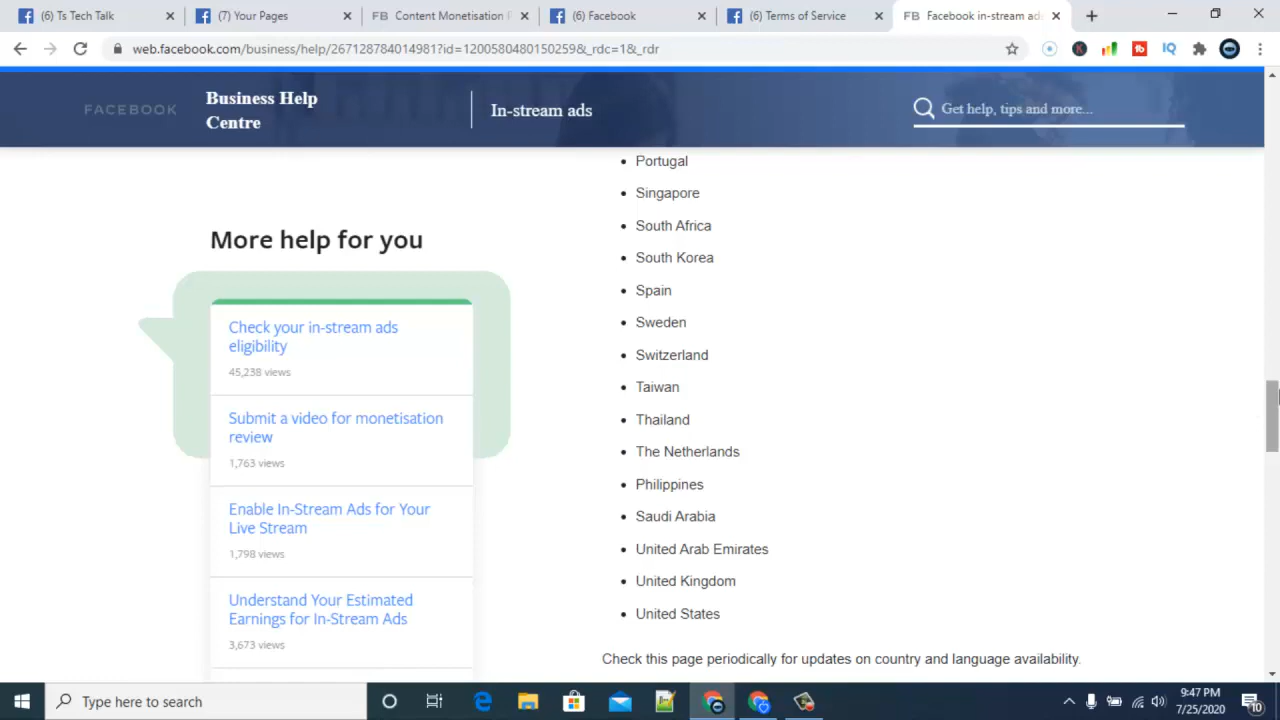 (6) Ts Tech Talk
(7) Your Pages
Content Monetisation P
(6) Facebook
(6) Terms of Service
Facebook in-stream ads
web.facebook.com/business/help/267128784014981?id=1200580480150259&_rdc=1&_rdr
FACEBOOK
Business Help
Centre
In-stream ads
Get help, tips and more...
More help for you
Check your in-stream ads
eligibility
45,238 views
Submit a video for monetisation
review
1,763 views
Enable In-Stream Ads for Your
Live Stream
1,798 views
Understand Your Estimated
Earnings for In-Stream Ads
3,673 views
Portugal
Singapore
South Africa
South Korea
Spain
Sweden
Switzerland
Taiwan
Thailand
The Netherlands
Philippines
Saudi Arabia
United Arab Emirates
United Kingdom
United States
Check this page periodically for updates on country and language availability.
Type here to search
9:47 PM
7/25/2020
10